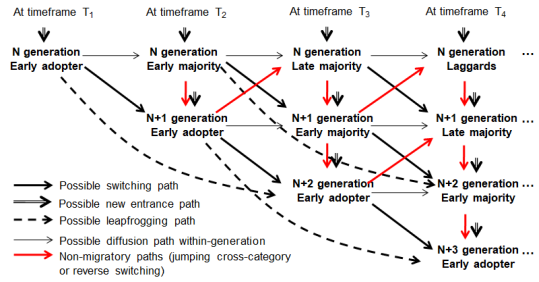 At timeframe T1 At timeframe T2 At timeframe T3 At timeframe T4
N generation N generation N generation N generation ...
Early adopter Early majority Late majority Laggards
N+1 generation N+1 generation N+1 generation ...
Early adopter Early majority Late majority
N+2 generation N+2 generation ...
Early adopter Early majority
Possible switching path
Possible new entrance path
Possible leapfrogging path
Possible diffusion path within-generation
Non-migratory paths (jumping cross-category
or reverse switching)
N+3 generation ...
Early adopter